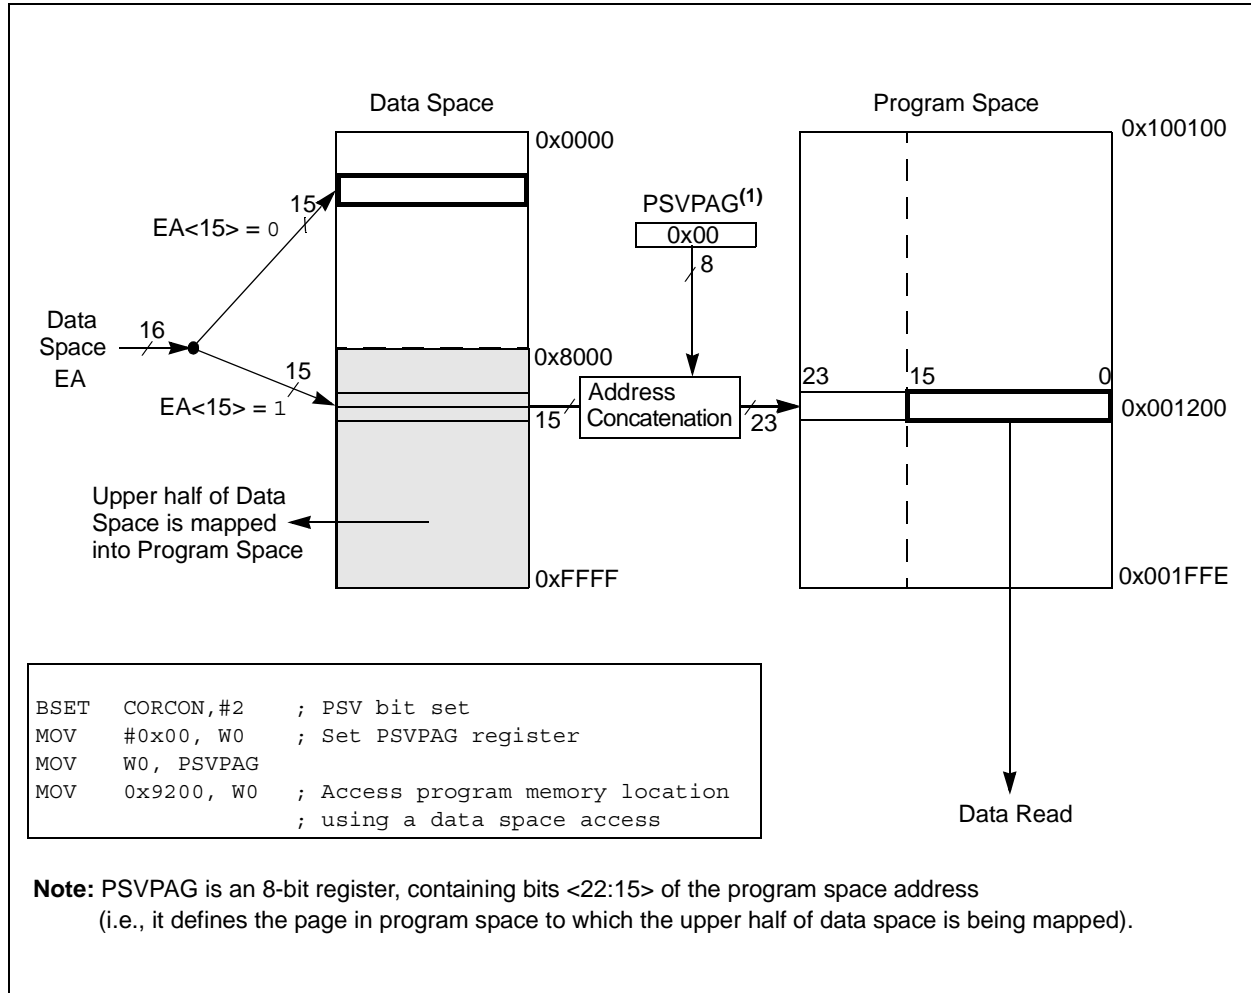 Data Space
Program Space
0x0000
0x100100
15
PSVPAG(1)
EA<15> = 0
0x00
8
Data
Space
EA
16
0x8000
15
EA<15> = 1
15
Address
Concatenation
23
23
15
0
0x001200
Upper half of Data
Space is mapped
into Program Space
0xFFFF
0x001FFE
BSET CORCON,#2 ; PSV bit set
MOV #0x00, W0 ; Set PSVPAG register
MOV W0, PSVPAG
MOV 0x9200, W0 ; Access program memory location
; using a data space access
Data Read
Note: PSVPAG is an 8-bit register, containing bits <22:15> of the program space address
(i.e., it defines the page in program space to which the upper half of data space is being mapped).